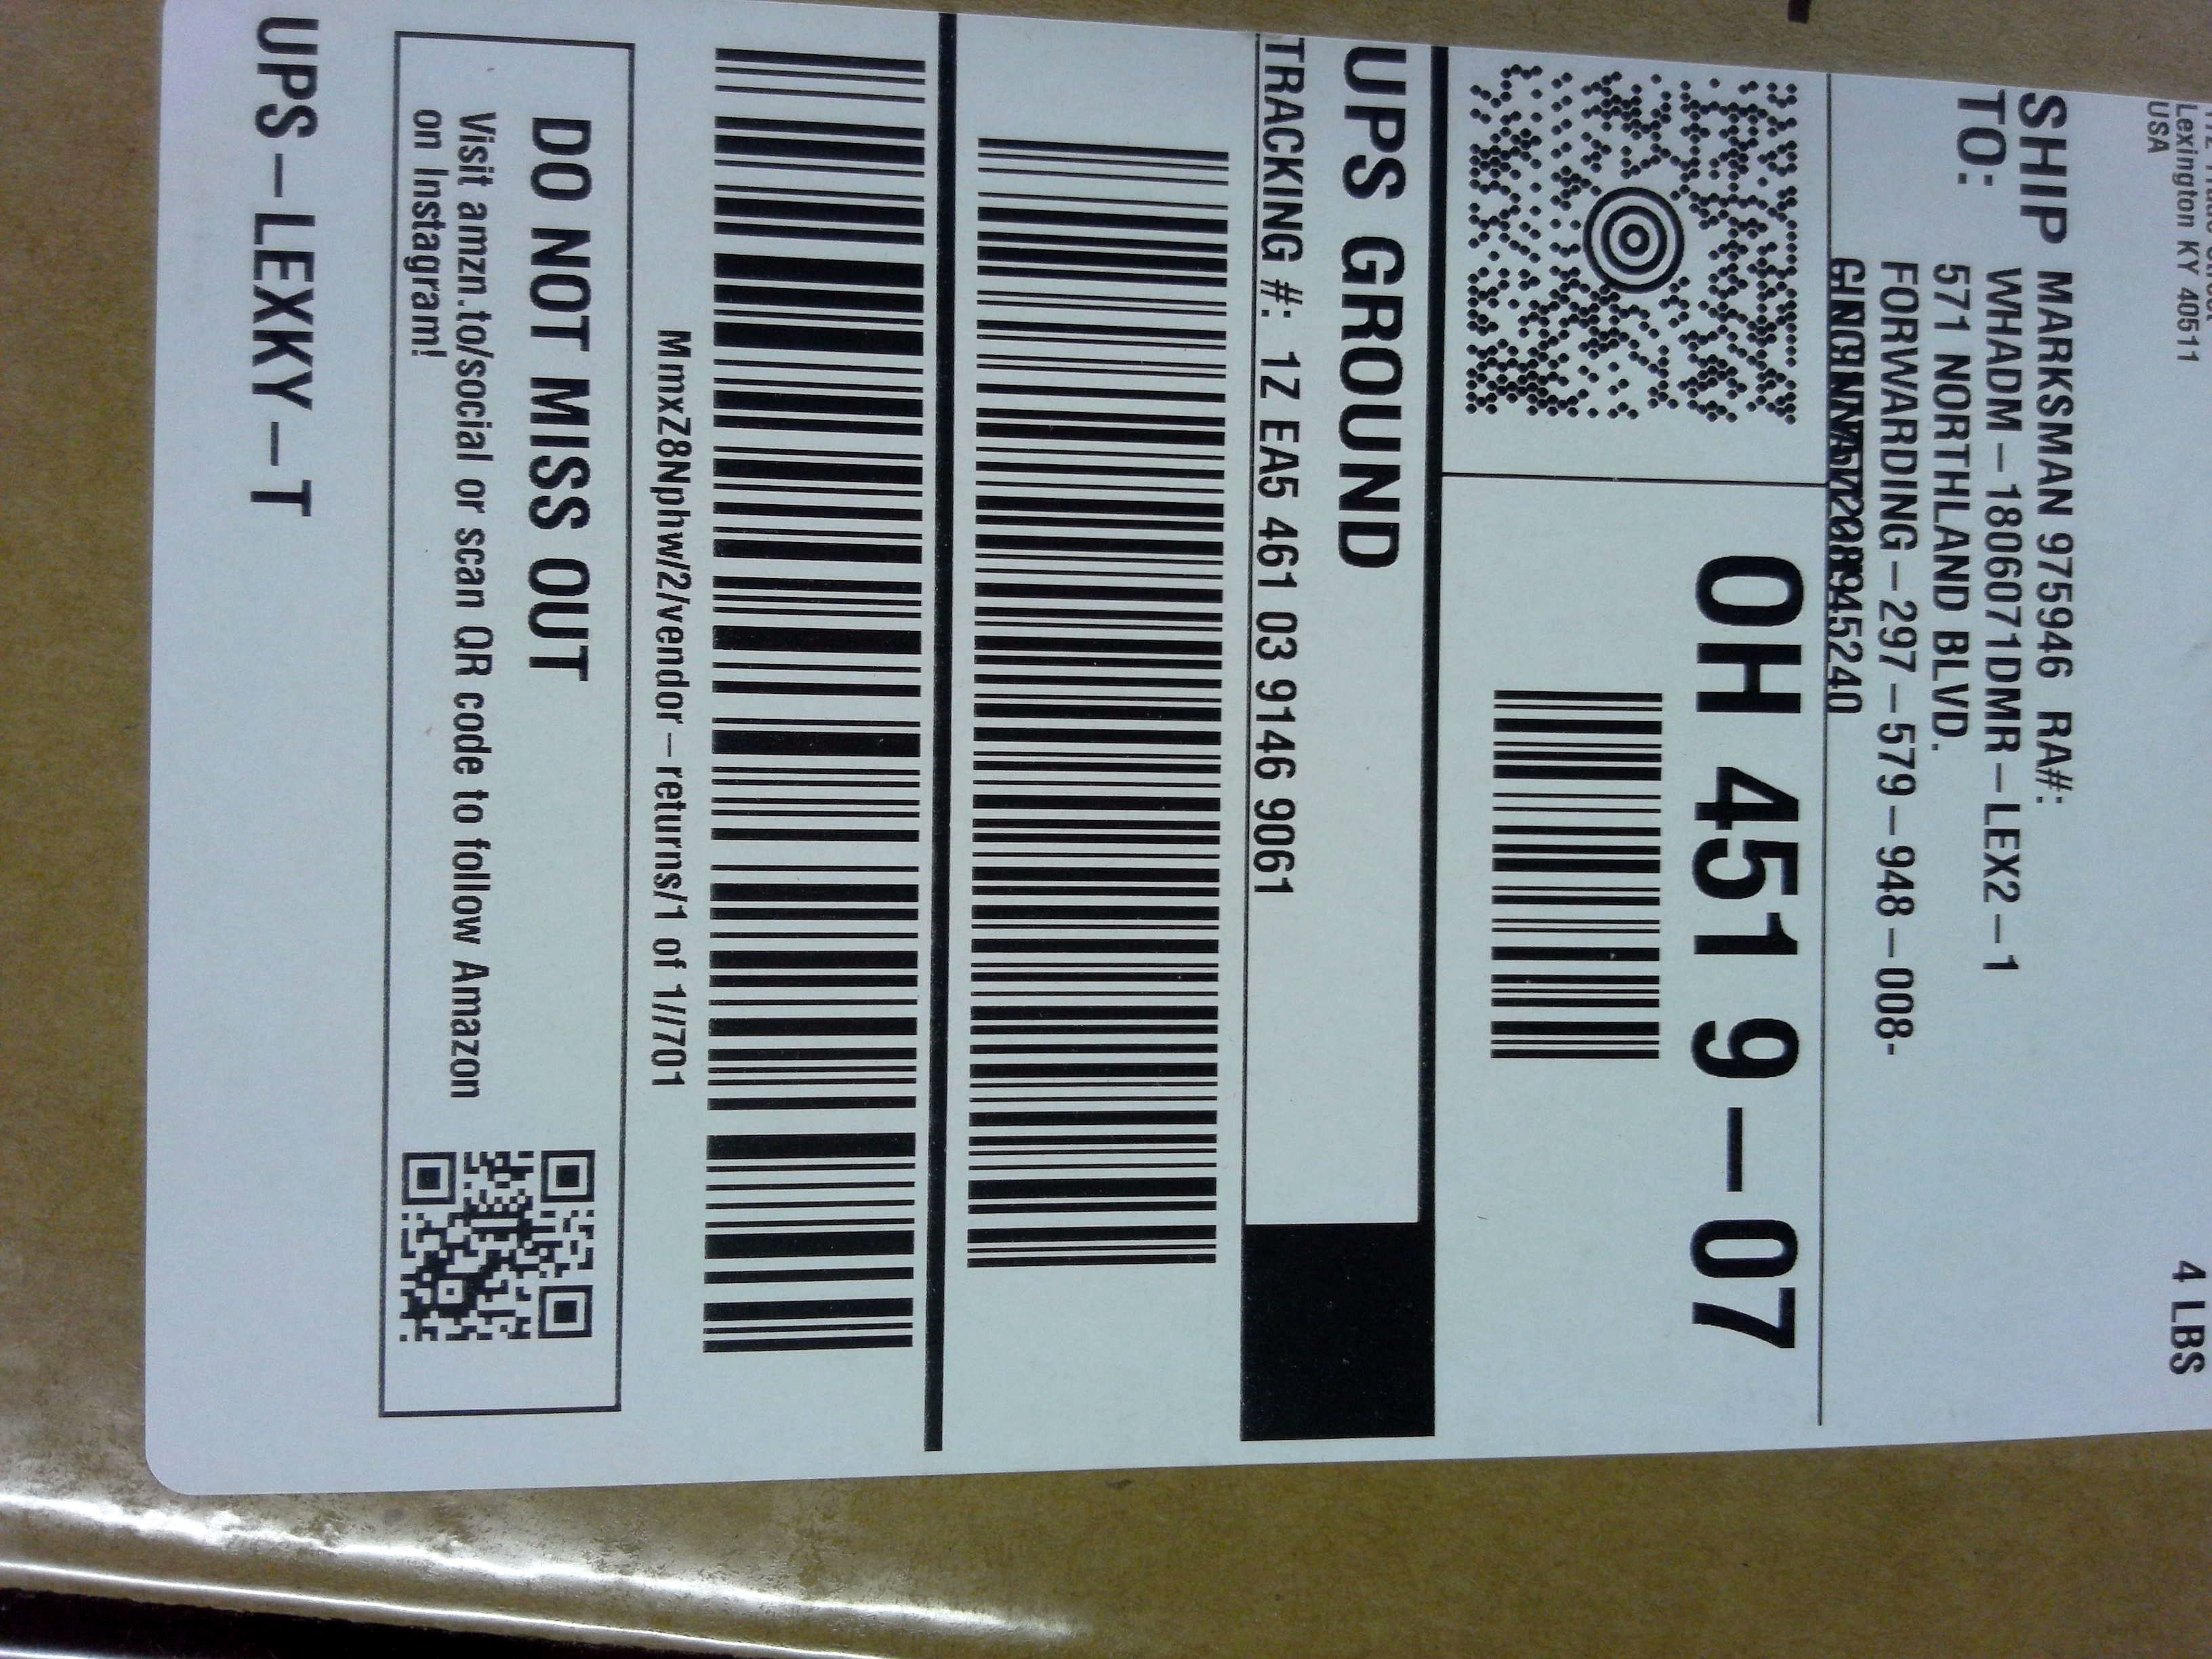 Lexington KY 40511
USA
4 LBS
SHIP
TO:
MARKSMAN 975946 RA#:
WHADM-1806071DMR-LEX2-1
571 NORTHLAND BLVD.
FORWARDING-297-579-948-008-
OH 451 9-07
UPS GROUND
TRACKING #: 1Z EA5 461 03 9146 9061
MmxZ8Nphw/2/vendor-returns/1 of 1//701
DO NOT MISS OUT
Visit amzn.to/social or scan QR code to follow Amazon
on Instagram!
UPS-LEXKY-T